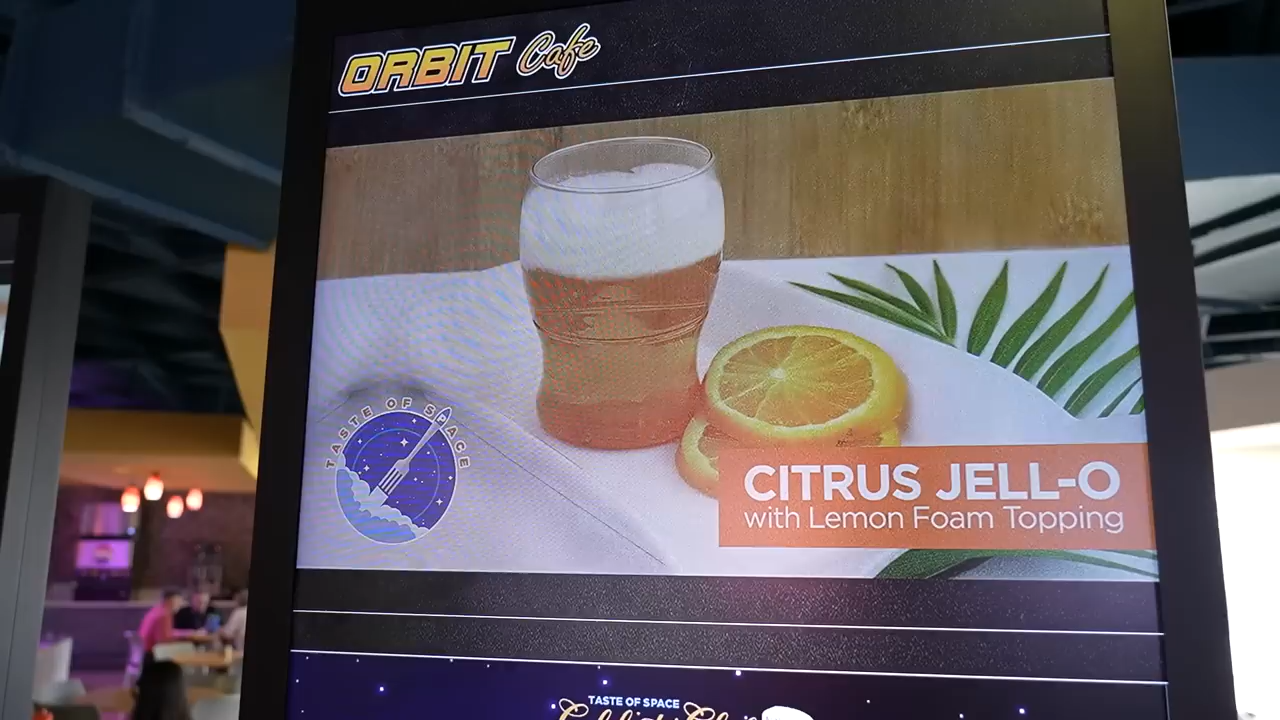 ORBIT Cafe
TASTE OF SPACE
CITRUS JELL-O
with Lemon Foam Topping
TASTE OF SPACE